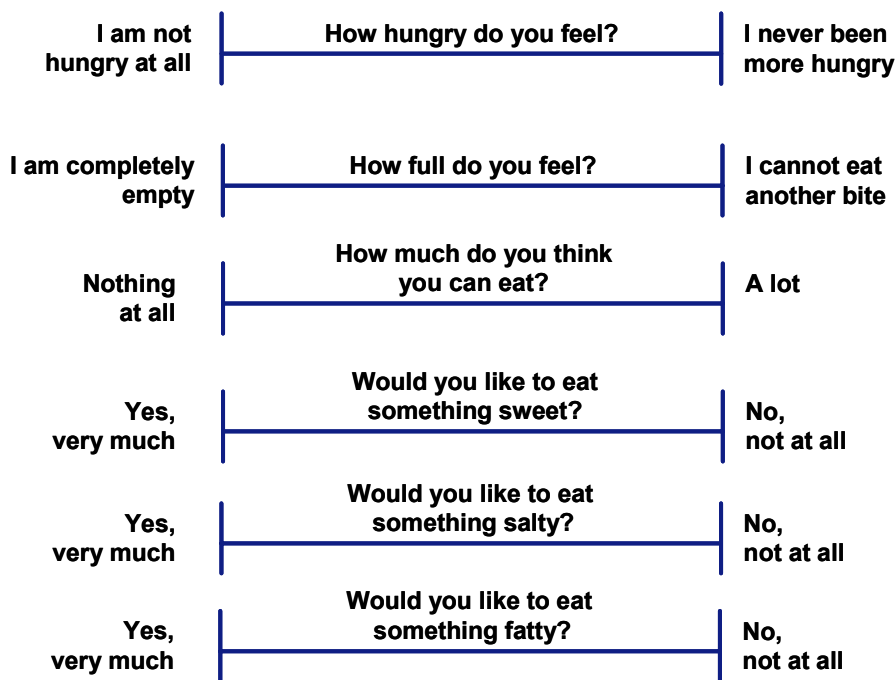 I am not
hungry at all
How hungry do you feel?
I never been
more hungry
I am completely
empty
How full do you feel?
I cannot eat
another bite
Nothing
at all
How much do you think
you can eat?
A lot
Yes,
very much
Would you like to eat
something sweet?
No,
not at all
Yes,
very much
Would you like to eat
something salty?
No,
not at all
Yes,
very much
Would you like to eat
something fatty?
No,
not at all